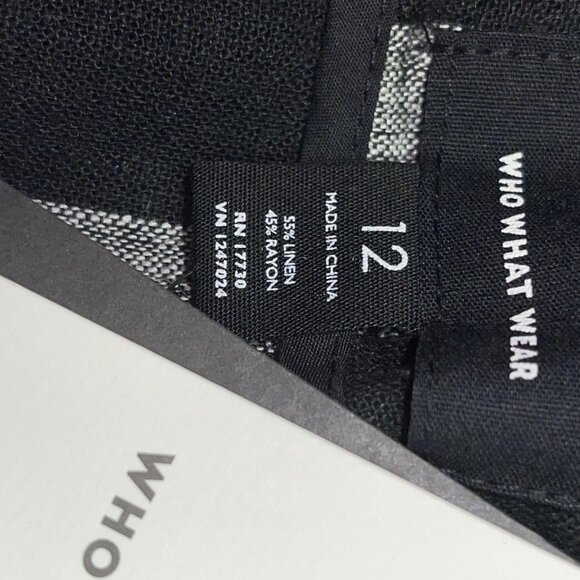 WHO WHAT WEAR
12
MADE IN CHINA
55% LINEN
45% RAYON
RN 17730
VN 1247024
WHO